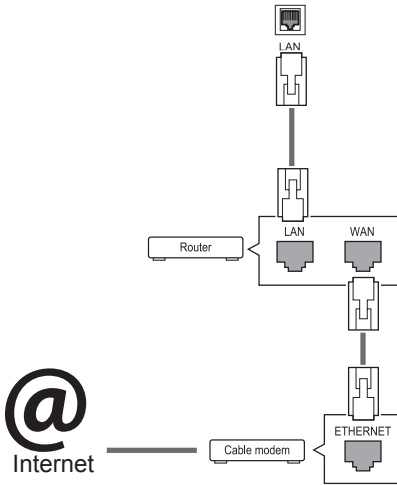 LAN
LAN WAN
Router
ETHERNET
@
Internet
Cable modem